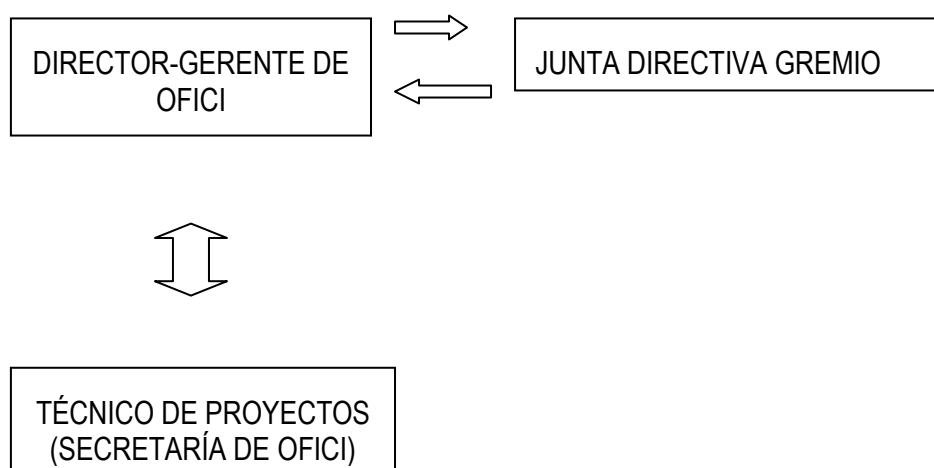 DIRECTOR-GERENTE DE
OFICI
JUNTA DIRECTIVA GREMIO
TÉCNICO DE PROYECTOS
(SECRETARÍA DE OFICI)